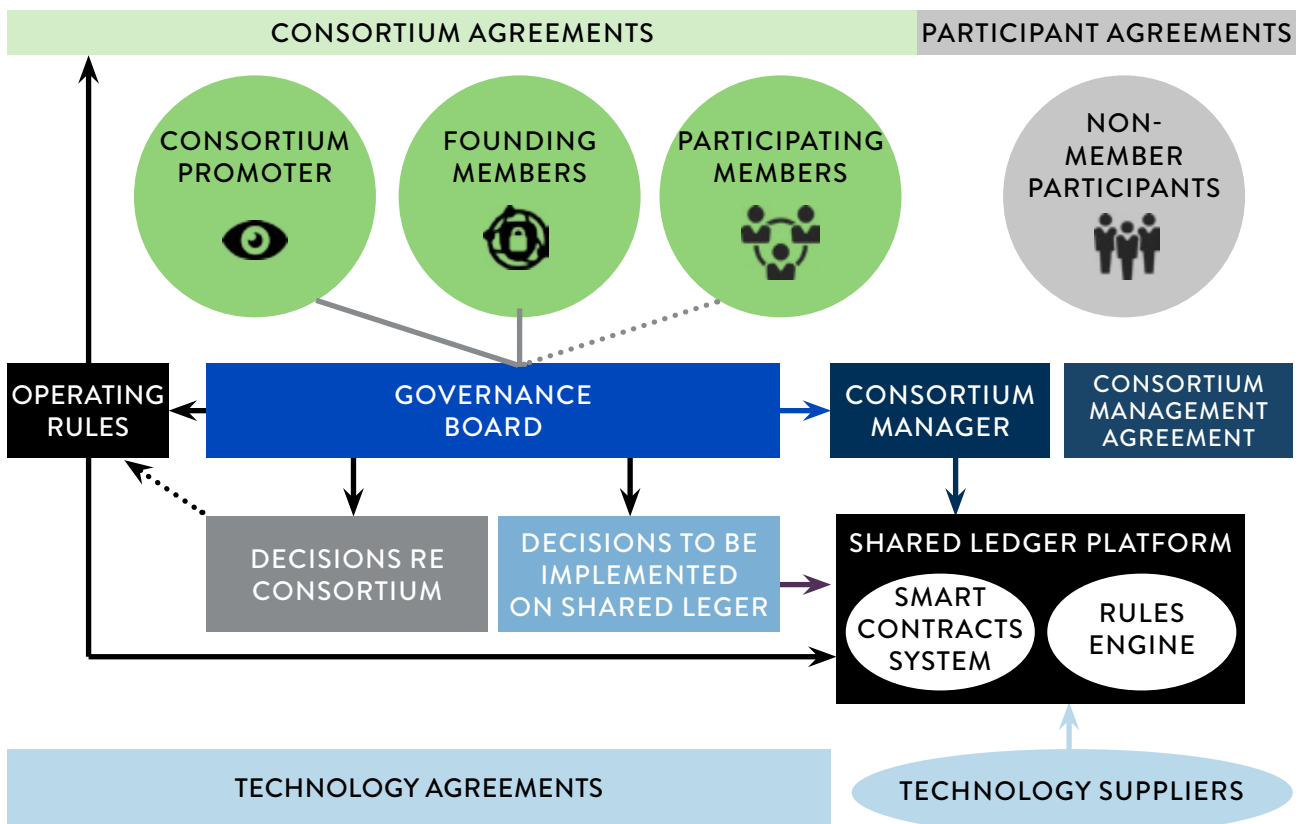 CONSORTIUM AGREEMENTS
PARTICIPANT AGREEMENTS
CONSORTIUM
PROMOTER
FOUNDING
MEMBERS
PARTICIPATING
MEMBERS
NON-
MEMBER
PARTICIPANTS
OPERATING
RULES
GOVERNANCE
BOARD
CONSORTIUM
MANAGER
CONSORTIUM
MANAGEMENT
AGREEMENT
DECISIONS RE
CONSORTIUM
DECISIONS TO BE
IMPLEMENTED
ON SHARED LEGER
SHARED LEDGER PLATFORM
SMART
CONTRACTS
SYSTEM
RULES
ENGINE
TECHNOLOGY AGREEMENTS
TECHNOLOGY SUPPLIERS